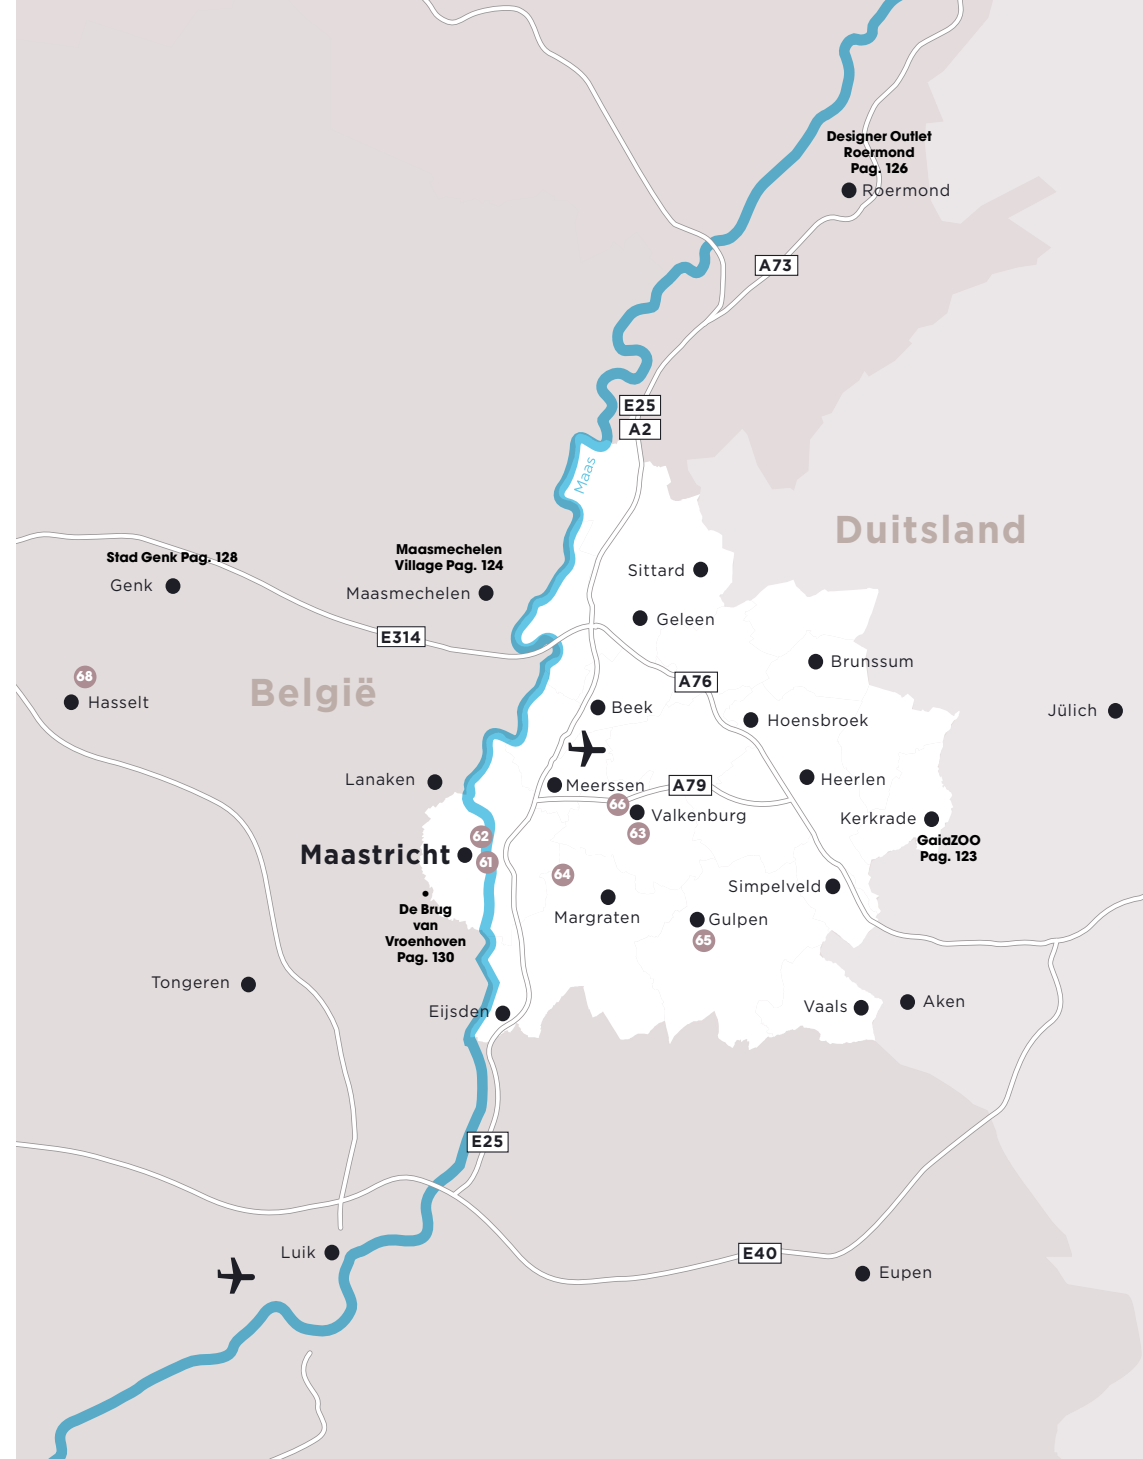 Designer Outlet
Roermond
Pag. 126
Roermond
A73
E25
A2
Maas
Duitsland
Stad Genk Pag. 128
Genk
Maasmechelen
Village Pag. 124
Maasmechelen
Sittard
Geleen
E314
Brunssum
68
Hasselt
België
A76
Beek
Hoensbroek
Jülich
Lanaken
Meerssen
A79
Heerlen
66
Valkenburg
Kerkrade
62
63
GaiaZOO
Pag. 123
Maastricht
61
64
Simpelveld
De Brug
van
Vroenhoven
Pag. 130
Margraten
Gulpen
65
Tongeren
Eijsden
Vaals
Aken
E25
Luik
E40
Eupen